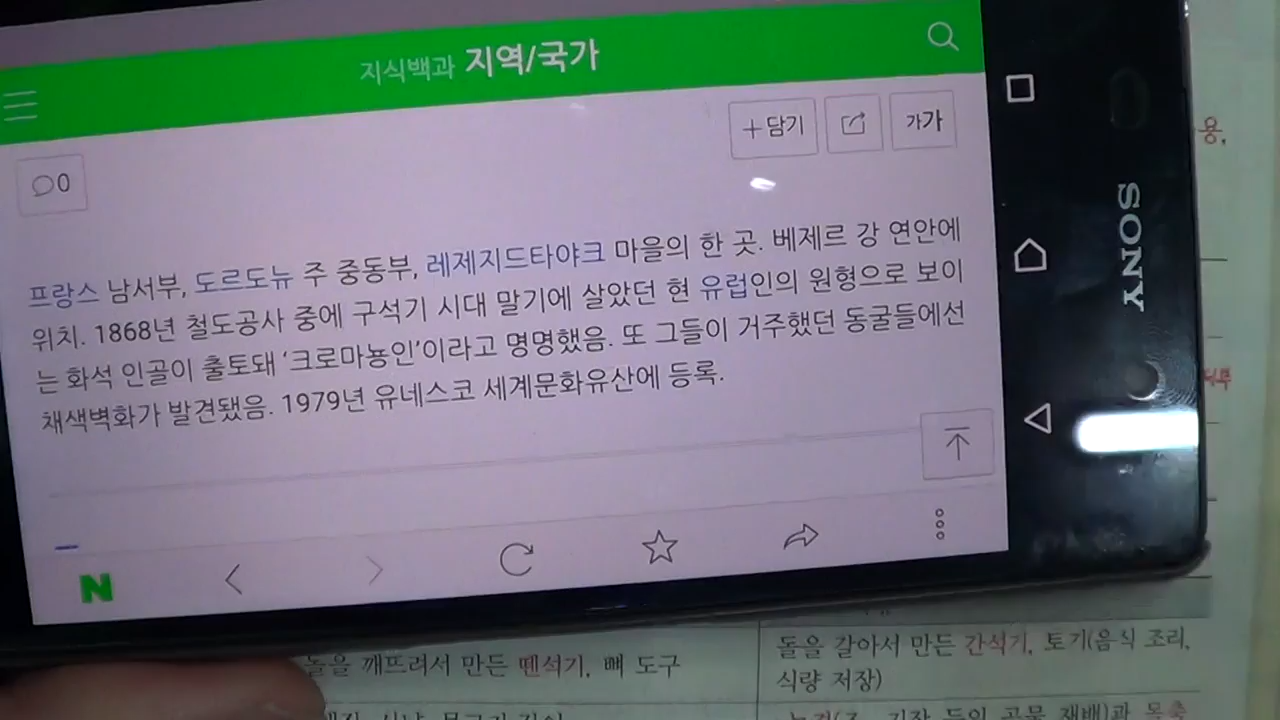 지식백과 지역/국가
+담기
가가
0
용,
프랑스 남서부, 도르도뉴 주 중동부, 레제지드타야크 마을의 한 곳. 베제르 강 연안에
위치. 1868년 철도공사 중에 구석기 시대 말기에 살았던 현 유럽인의 원형으로 보이
는 화석 인골이 출토돼 ‘크로마뇽인’이라고 명명했음. 또 그들이 거주했던 동굴들에선
채색벽화가 발견됐음. 1979년 유네스코 세계문화유산에 등록.
SONY
N
돌을 깨뜨려서 만든 뗀석기, 뼈 도구
돌을 갈아서 만든 간석기, 토기(음식 조리,
식량 저장)